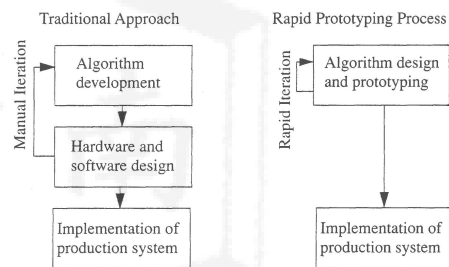 Traditional Approach
Manual Iteration
Algorithm
development
Hardware and
software design
Implementation of
production system
Rapid Prototyping Process
Rapid Iteration
Algorithm design
and prototyping
Implementation of
production system